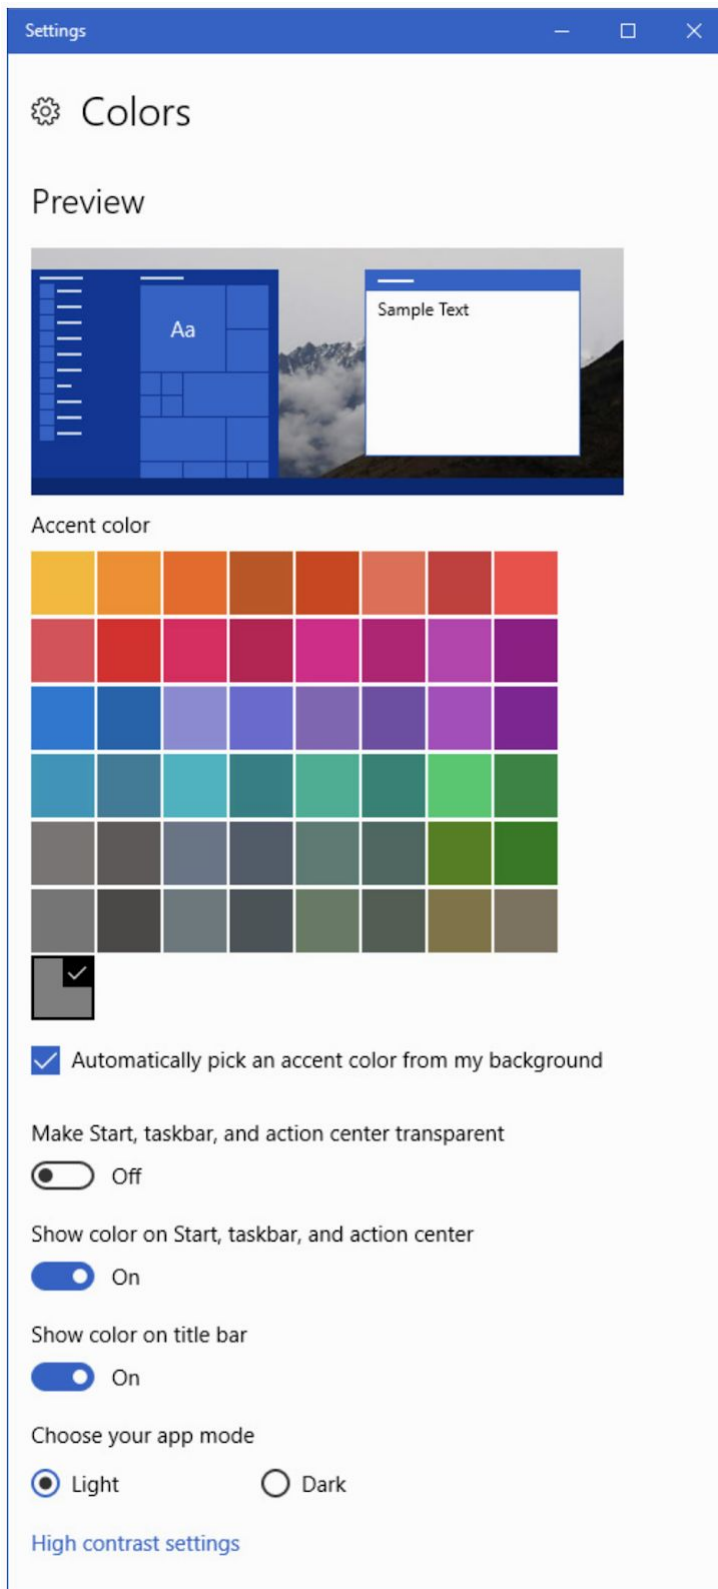 Settings
Colors
Preview
Aa
Sample Text
Accent color
Automatically pick an accent color from my background
Make Start, taskbar, and action center transparent
Off
Show color on Start, taskbar, and action center
On
Show color on title bar
On
Choose your app mode
Light Dark
High contrast settings